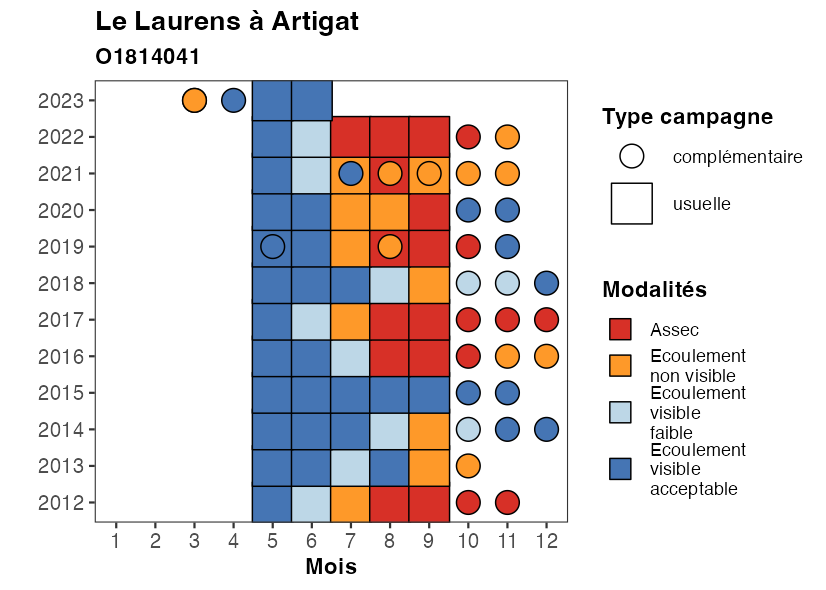 Le Laurens à Artigat
O1814041
2023
2022
2021
2020
2019
2018
2017
2016
2015
2014
2013
2012
1 2 3 4 5 6 7 8 9 10 11 12
Mois
Type campagne
complémentaire
usuelle
Modalités
Assec
Ecoulement
non visible
Ecoulement
visible
faible
Ecoulement
visible
acceptable